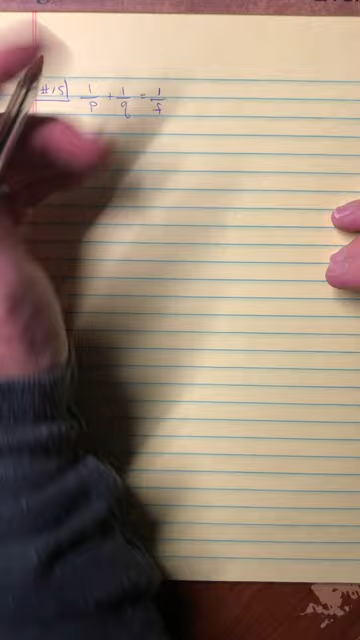 #15 1/p + 1/q = 1/f